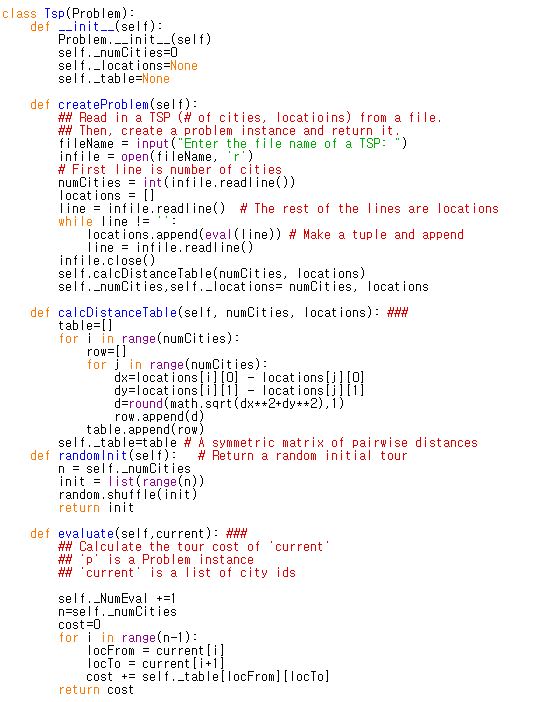 class Tsp(Problem):
    def __init__(self):
        Problem.__init__(self)
        self._numCities=0
        self._locations=None
        self._table=None

    def createProblem(self):
        ## Read in a TSP (# of cities, locatioins) from a file.
        ## Then, create a problem instance and return it.
        fileName = input("Enter the file name of a TSP: ")
        infile = open(fileName, 'r')
        # First line is number of cities
        numCities = int(infile.readline())
        locations = []
        line = infile.readline()  # The rest of the lines are locations
        while line != '':
            locations.append(eval(line)) # Make a tuple and append
            line = infile.readline()
        infile.close()
        self.calcDistanceTable(numCities, locations)
        self._numCities,self._locations= numCities, locations

    def calcDistanceTable(self, numCities, locations): ###
        table=[]
        for i in range(numCities):
            row=[]
            for j in range(numCities):
                dx=locations[i][0] - locations[j][0]
                dy=locations[i][1] - locations[j][1]
                d=round(math.sqrt(dx**2+dy**2),1)
                row.append(d)
            table.append(row)
        self._table=table # A symmetric matrix of pairwise distances
    def randomInit(self):   # Return a random initial tour
        n = self._numCities
        init = list(range(n))
        random.shuffle(init)
        return init

    def evaluate(self,current): ###
        ## Calculate the tour cost of 'current'
        ## 'p' is a Problem instance
        ## 'current' is a list of city ids

        self._NumEval +=1
        n=self._numCities
        cost=0
        for i in range(n-1):
            locFrom = current[i]
            locTo = current[i+1]
            cost += self._table[locFrom][locTo]
        return cost